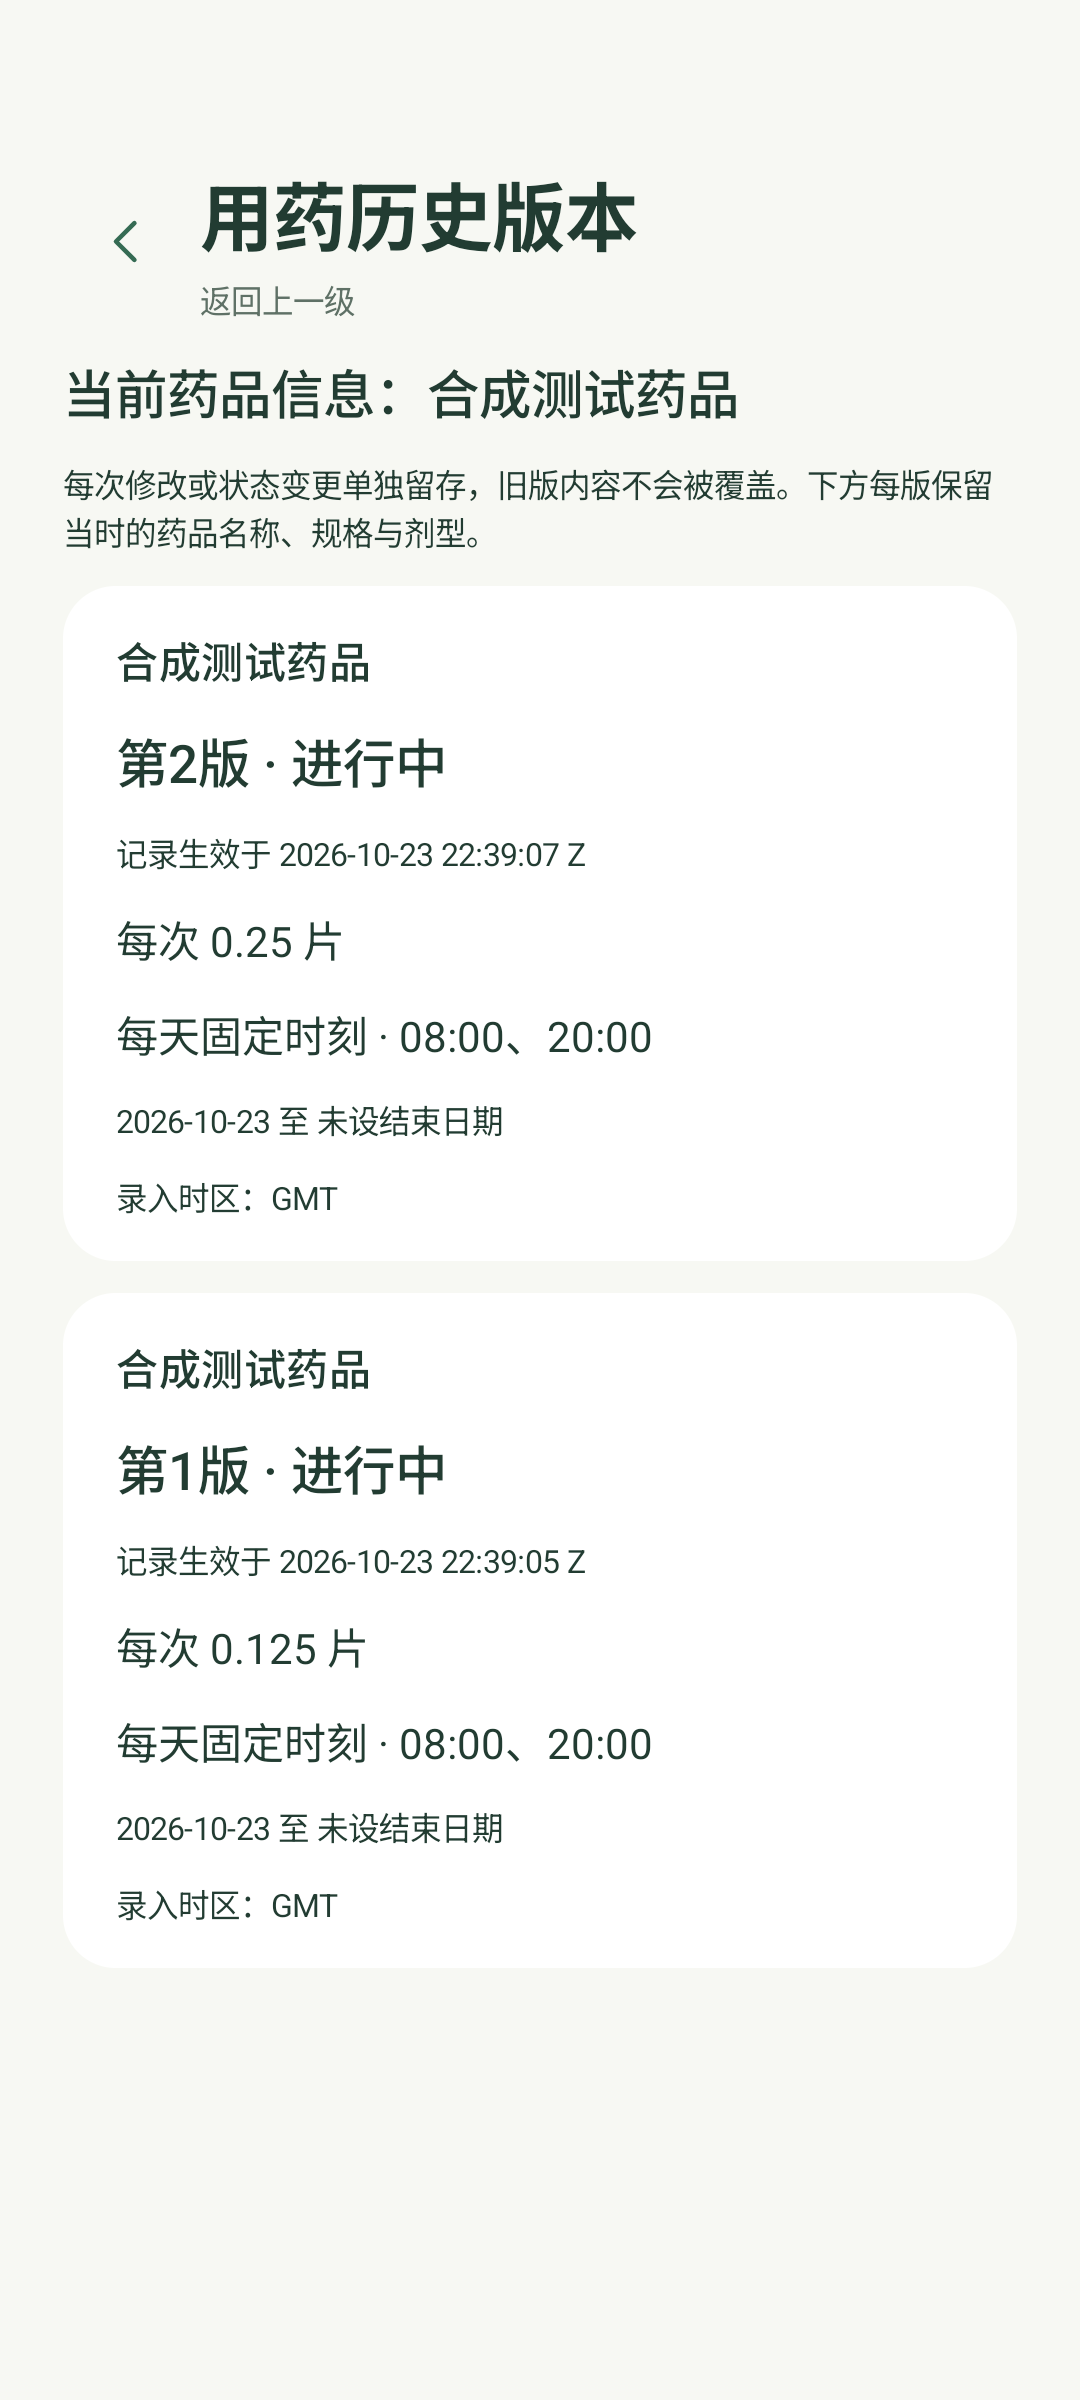 用药历史版本
返回上一级
当前药品信息：合成测试药品
每次修改或状态变更单独留存，旧版内容不会被覆盖。下方每版保留
当时的药品名称、规格与剂型。
合成测试药品
第2版 · 进行中
记录生效于 2026-10-23 22:39:07 Z
每次 0.25 片
每天固定时刻 · 08:00、20:00
2026-10-23 至 未设结束日期
录入时区：GMT
合成测试药品
第1版 · 进行中
记录生效于 2026-10-23 22:39:05 Z
每次 0.125 片
每天固定时刻 · 08:00、20:00
2026-10-23 至 未设结束日期
录入时区：GMT